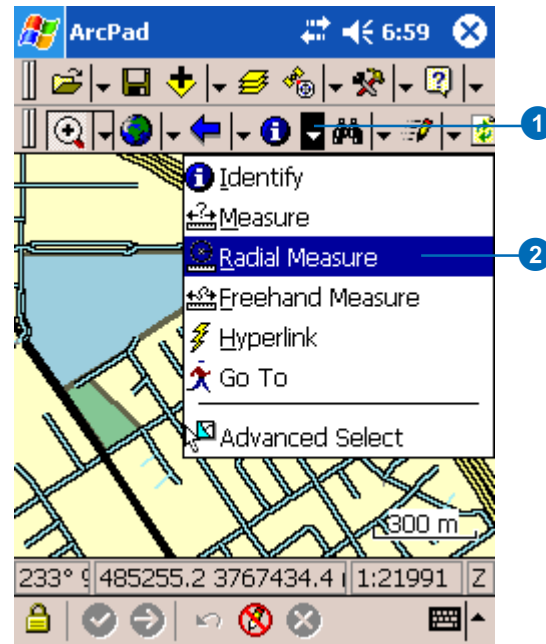 ArcPad 6:59
1
Identify
Measure
Radial Measure
2
Freehand Measure
Hyperlink
Go To
Advanced Select
300 m
233° 485255.2 3767434.4 1:21991 Z